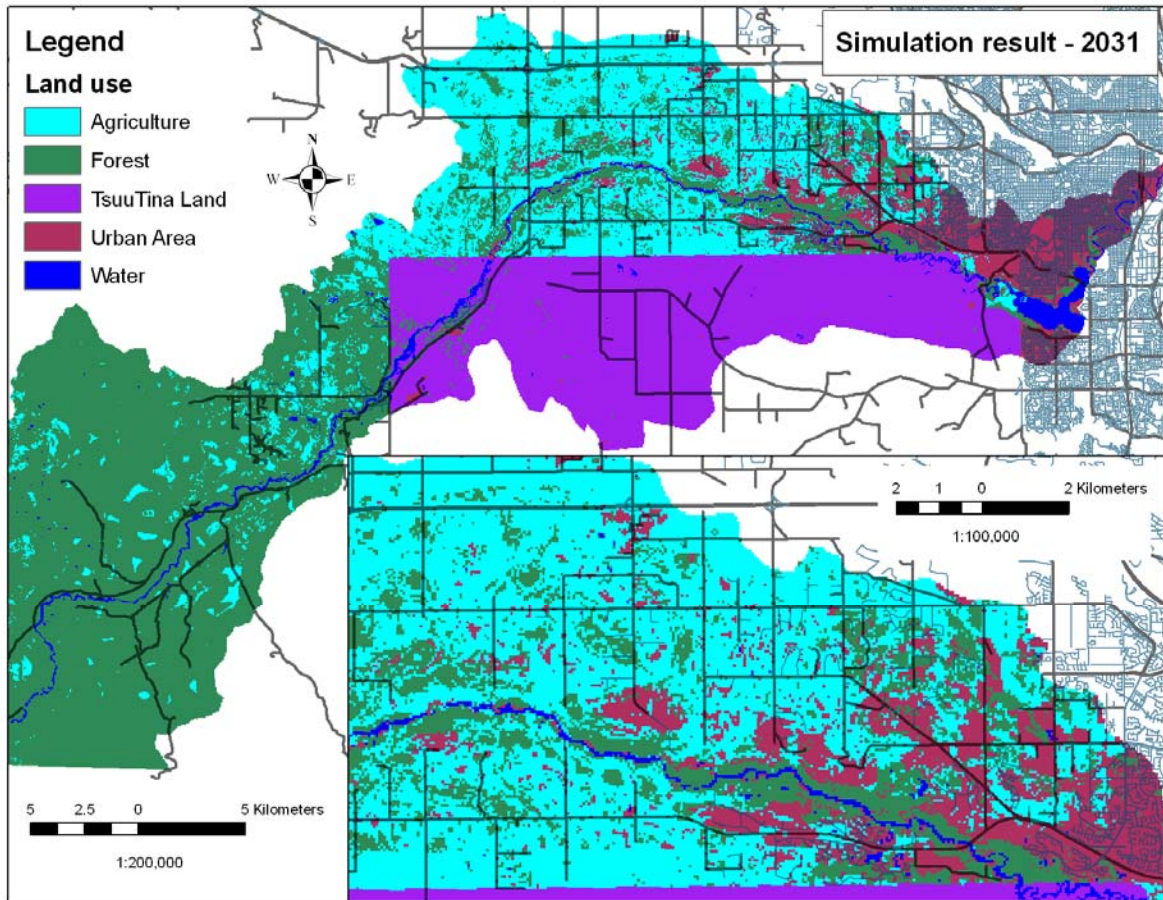 Legend
Simulation result - 2031
Land use
Agriculture
Forest
TsuuTina Land
Urban Area
Water
N
W E
S
2 1 0 2 Kilometers
1:100,000
5 2.5 0 5 Kilometers
1:200,000